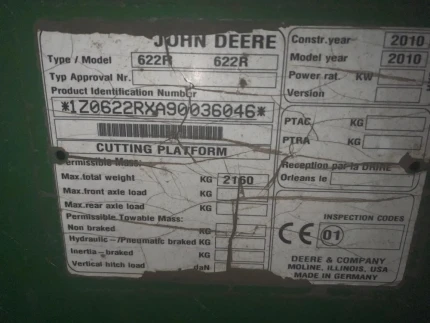 JOHN DEERE
Type / Model 622R 622R
Typ Approval Nr.
Product Identification Number
*1Z0622RXA90036046*
CUTTING PLATFORM
Permissible Mass:
Max.total weight KG 2160
Max.front axle load KG
Max.rear axle load KG
Permissible Towable Mass:
Non braked KG
Hydraulic -/Pneumatic braked KG
Inertia -braked KG
Vertical hitch load daN
Constr.year 2010
Model year 2010
Power rat. KW
Version
PTAC KG
PTRA KG
Reception par la DRIRE
Orleans le
INSPECTION CODES
CE 01
DEERE & COMPANY
MOLINE, ILLINOIS, USA
MADE IN GERMANY